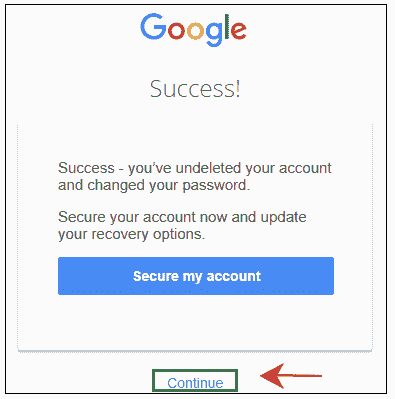 Google
Success!
Success - you've undeleted your account
and changed your password.
Secure your account now and update
your recovery options.
Secure my account
Continue